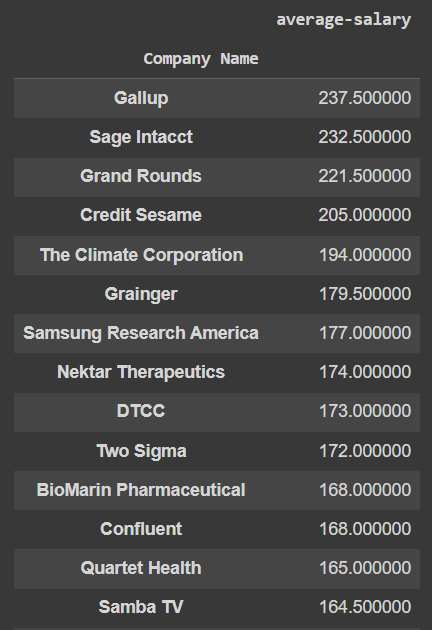 average-salary
Company Name
Gallup 237.500000
Sage Intacct 232.500000
Grand Rounds 221.500000
Credit Sesame 205.000000
The Climate Corporation 194.000000
Grainger 179.500000
Samsung Research America 177.000000
Nektar Therapeutics 174.000000
DTCC 173.000000
Two Sigma 172.000000
BioMarin Pharmaceutical 168.000000
Confluent 168.000000
Quartet Health 165.000000
Samba TV 164.500000